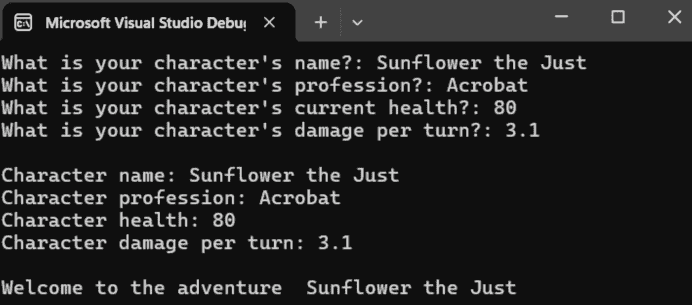 Microsoft Visual Studio Debug
What is your character's name?: Sunflower the Just
What is your character's profession?: Acrobat
What is your character's current health?: 80
What is your character's damage per turn?: 3.1
Character name: Sunflower the Just
Character profession: Acrobat
Character health: 80
Character damage per turn: 3.1
Welcome to the adventure  Sunflower the Just